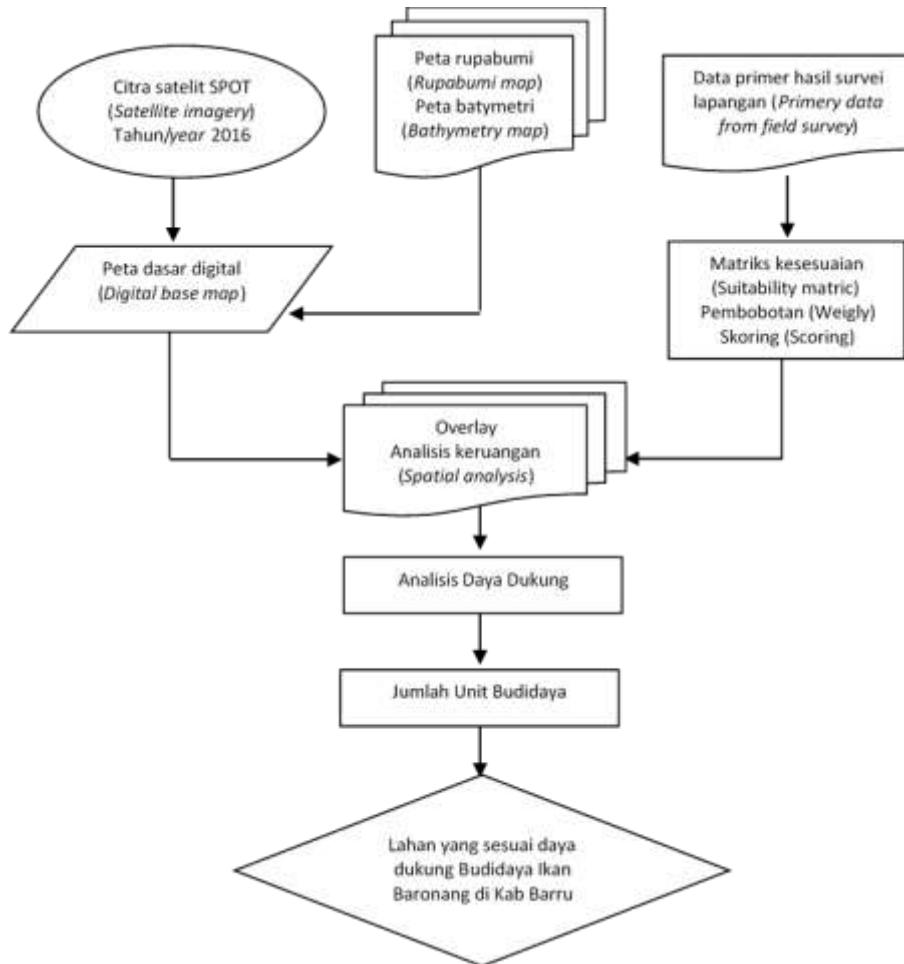 Citra satelit SPOT
(Satellite imagery)
Tahun/year 2016
Peta rupabumi
(Rupabumi map)
Peta batymetri
(Bathymetry map)
Data primer hasil survei
lapangan (Primery data
from field survey)
Peta dasar digital
(Digital base map)
Matriks kesesuaian
(Suitability matric)
Pembobotan (Weigly)
Skoring (Scoring)
Overlay
Analisis keruangan
(Spatial analysis)
Analisis Daya Dukung
Jumlah Unit Budidaya
Lahan yang sesuai daya
dukung Budidaya Ikan
Baronang di Kab Barru